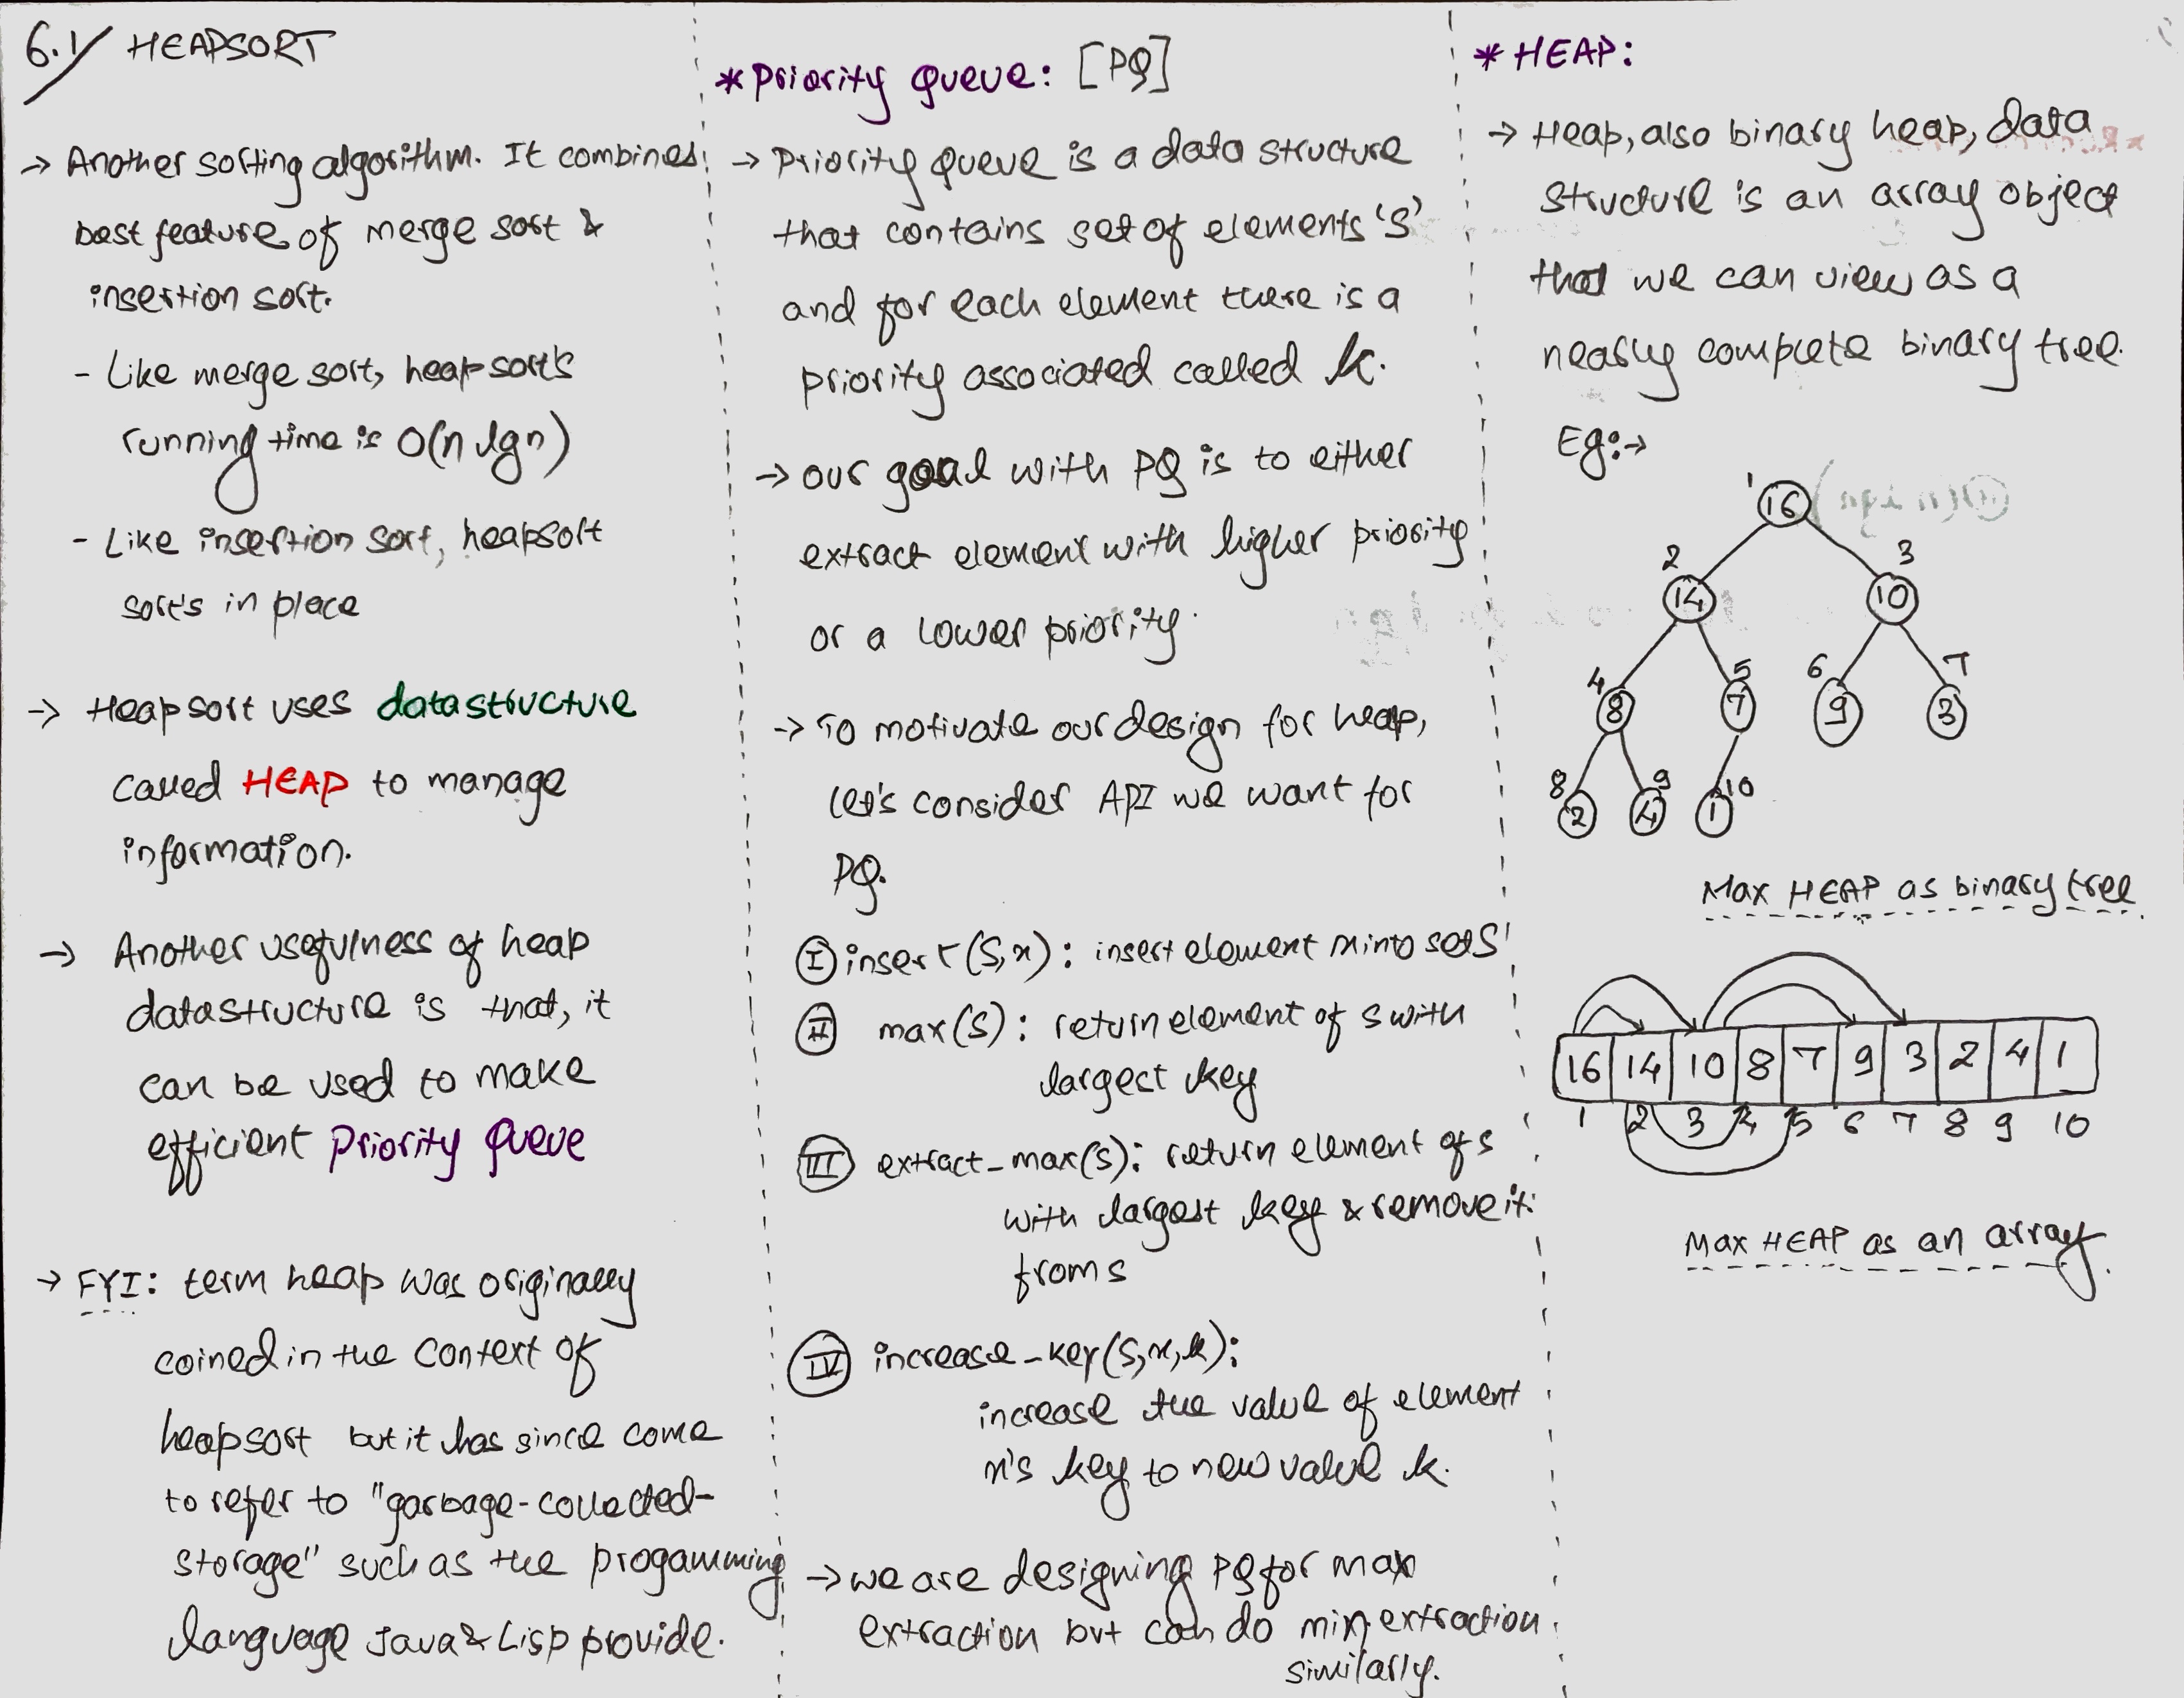 6.1/ HEAPSORT
→ Another sorting algorithm. It combines
best feature of merge sort &
insertion sort.
- Like merge sort, heapsort's
running time is O(n lgn)
- Like insertion sort, heapsort
sort's in place
→ Heapsort uses datastructure
called HEAP to manage
information.
→ Another usefulness of heap
datastructure is that, it
can be used to make
efficient Priority Queue
→ FYI: term heap was originally
coined in the context of
heapsort but it has since come
to refer to "garbage-collected-
storage" such as the progamming
language Java & Lisp provide.
* Priority Queue: [PQ]
→ Priority Queue is a data structure
that contains set of elements 'S'
and for each element there is a
priority associated called k.
→ our goal with PQ is to either
extract element with higher priority
or a lower priority.
→ To motivate our design for heap,
let's consider API we want for
PQ.
I insert(S,x): insert element x into set S
II max(S): return element of S with
largest key
III extract_max(S): return element of S
with largest key & remove it
from S
IV increase_key(S,x,k):
increase the value of element
x's key to new value k.
→ we are designing PQ for max
extraction but can do min extraction
similarly.
* HEAP:
→ Heap, also binary heap, data
structure is an array object
that we can view as a
nearly complete binary tree.
Eg:→
1
16
2 3
14 10
4 5 6 7
8 7 9 3
8 9 10
2 4 1
Max HEAP as binary tree
16 14 10 8 7 9 3 2 4 1
1 2 3 4 5 6 7 8 9 10
Max HEAP as an array.